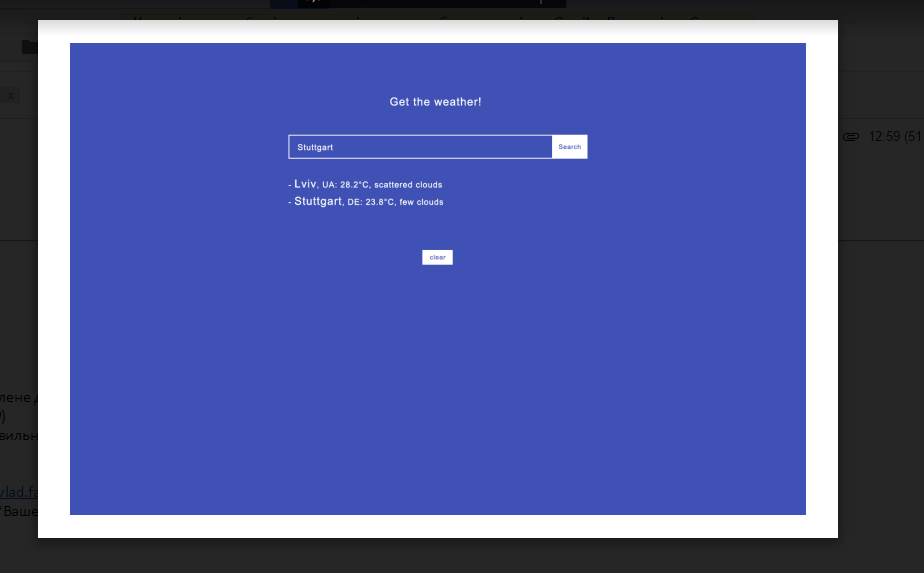 x
12:59 (51
Get the weather!
Stuttgart
Search
- Lviv, UA: 28.2°C, scattered clouds
- Stuttgart, DE: 23.8°C, few clouds
clear
лене
вильн
vlad.fa
"Ваше